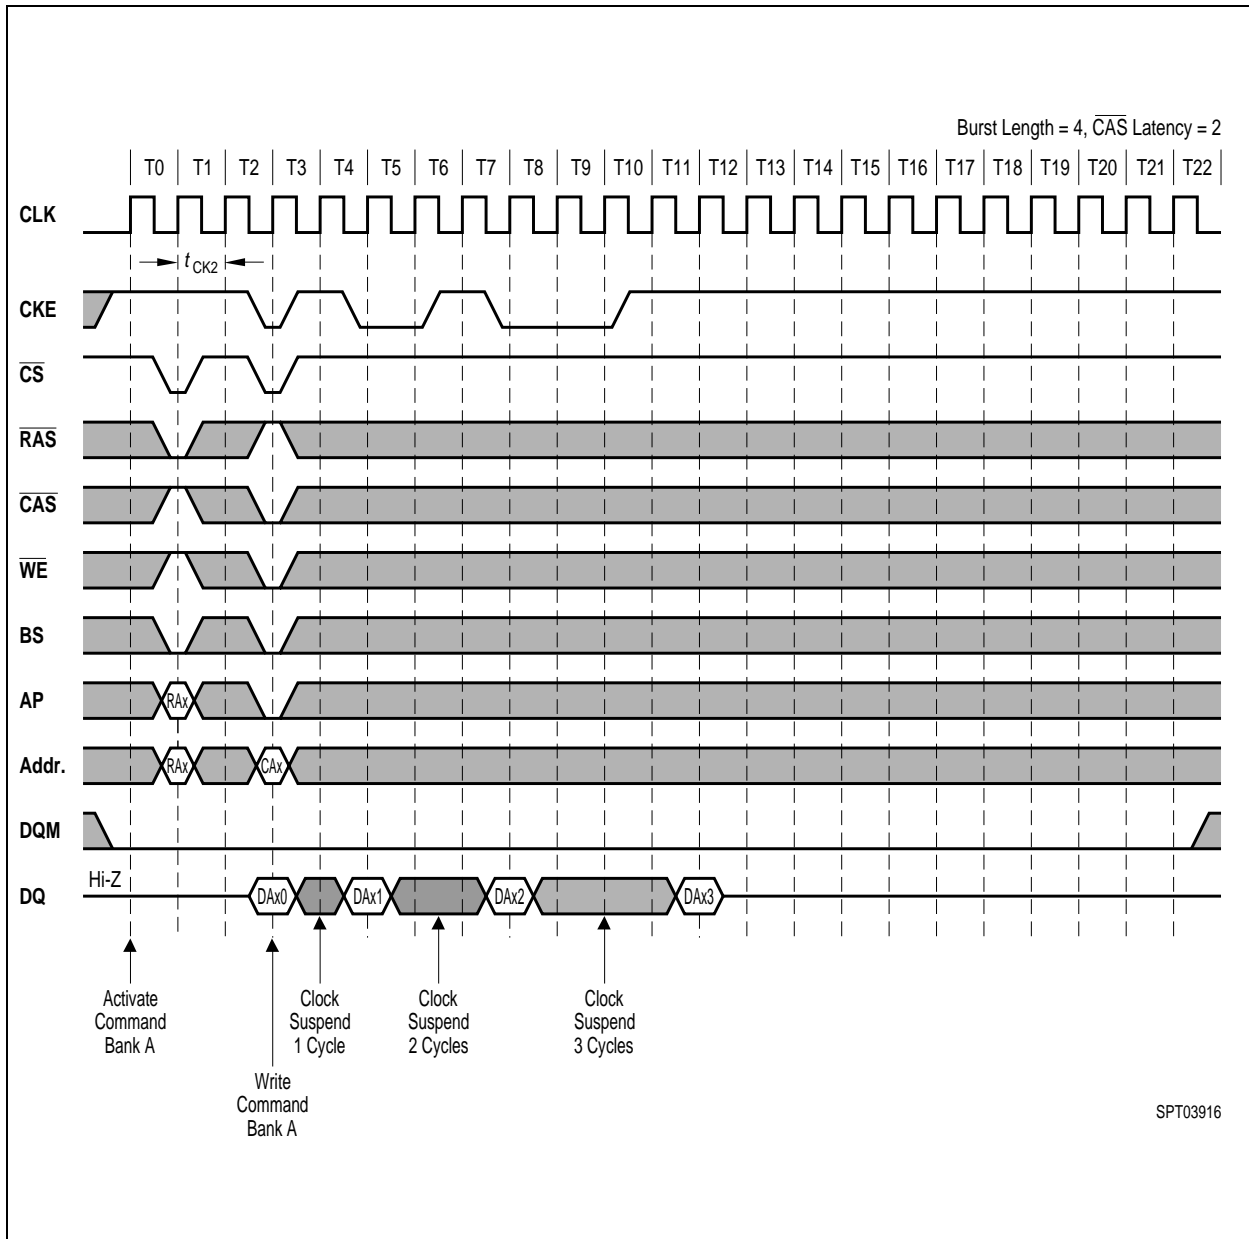 Burst Length = 4, CAS Latency = 2
T0 T1 T2 T3 T4 T5 T6 T7 T8 T9 T10 T11 T12 T13 T14 T15 T16 T17 T18 T19 T20 T21 T22
CLK
t CK2
CKE
CS
RAS
CAS
WE
BS
AP
RAx
Addr.
RAx CAx
DQM
Hi-Z
DQ
DAx0 DAx1 DAx2 DAx3
Activate
Command
Bank A
Clock
Suspend
1 Cycle
Clock
Suspend
2 Cycles
Clock
Suspend
3 Cycles
Write
Command
Bank A
SPT03916